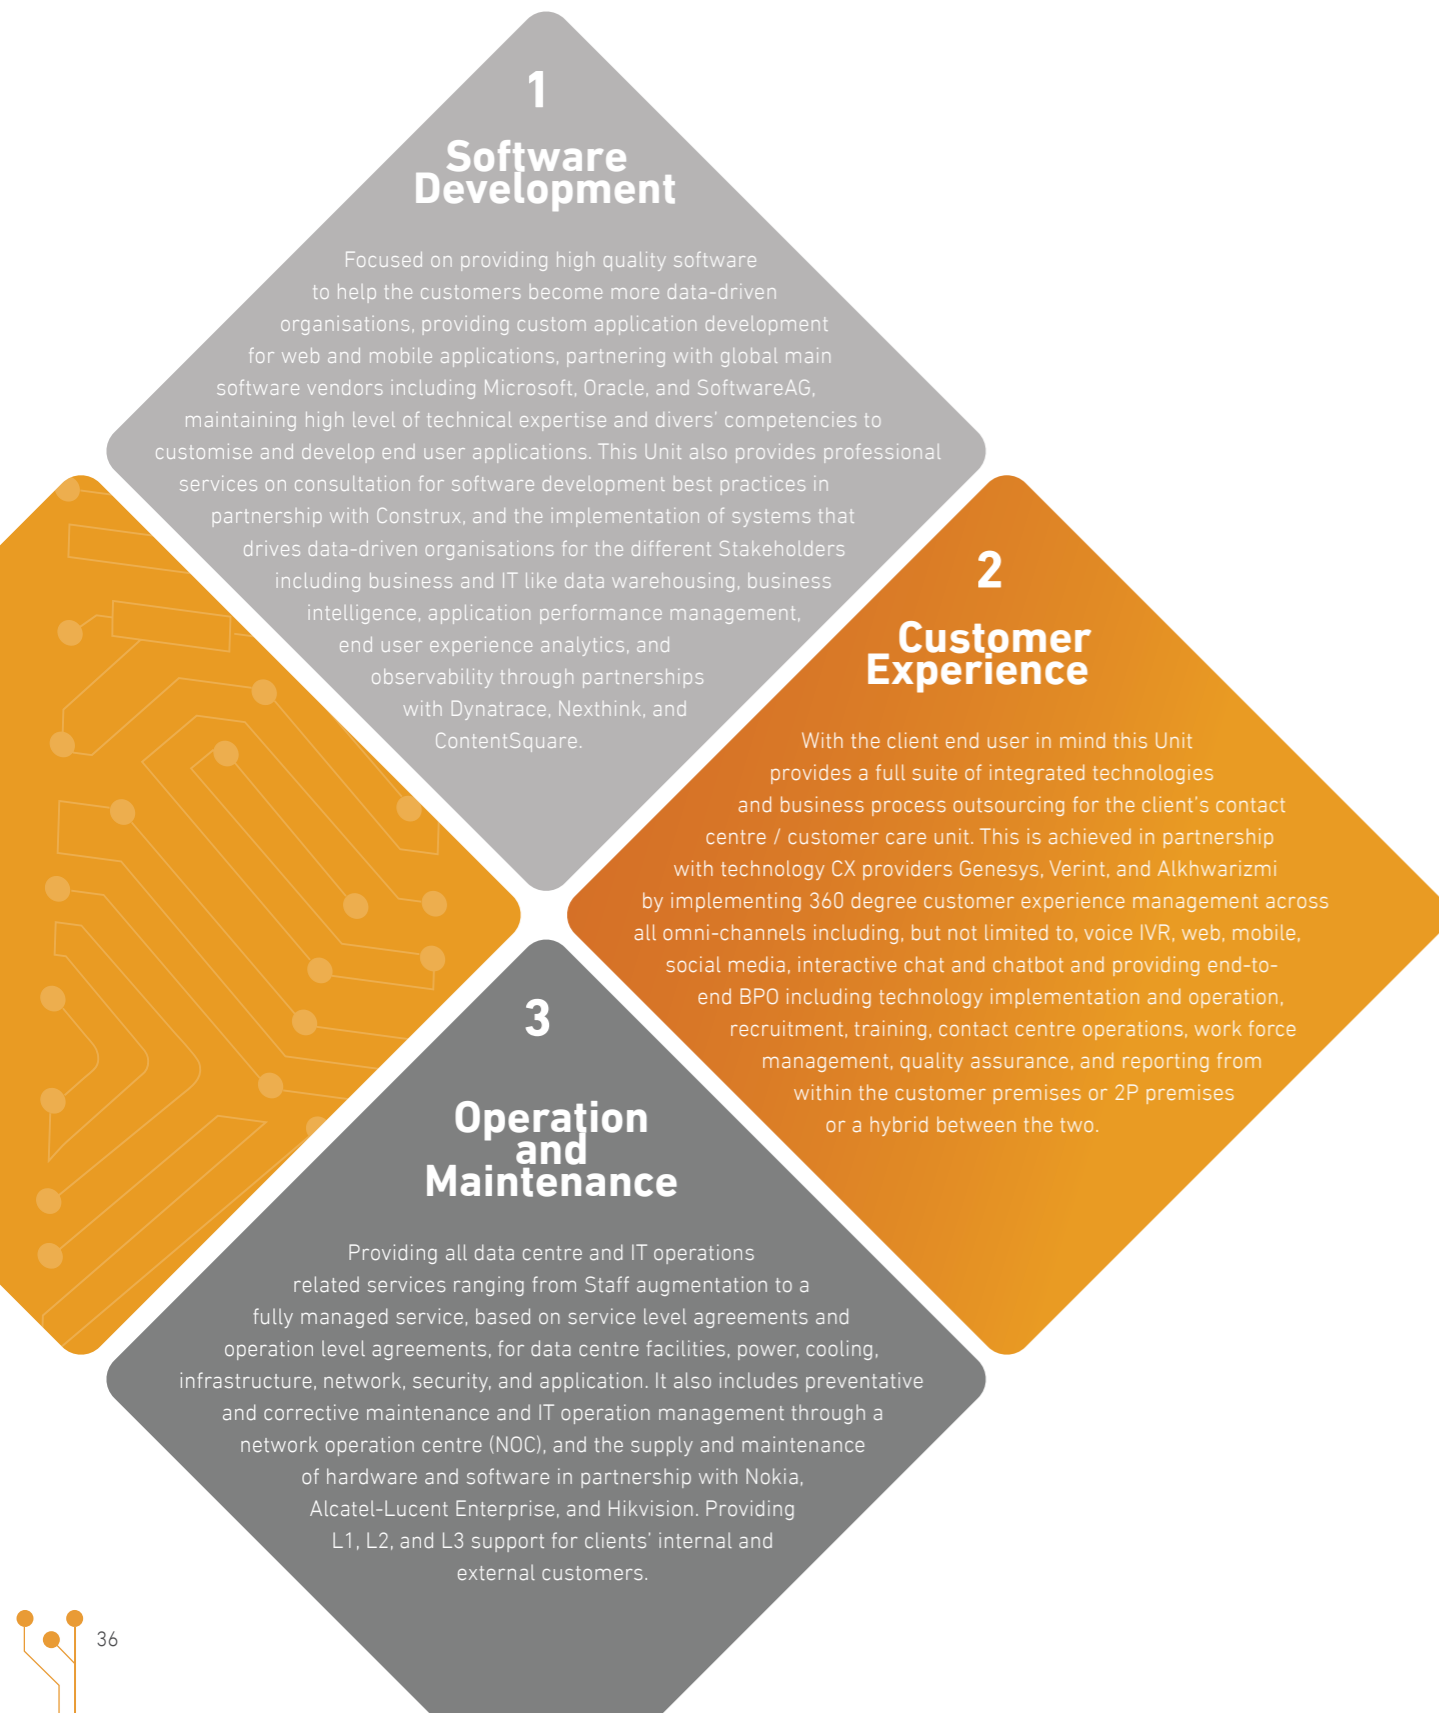 1
Software
Development
Focused on providing high quality software
to help the customers become more data-driven
organisations, providing custom application development
for web and mobile applications, partnering with global main
software vendors including Microsoft, Oracle, and SoftwareAG,
maintaining high level of technical expertise and divers’ competencies to
customise and develop end user applications. This Unit also provides professional
services on consultation for software development best practices in
partnership with Construx, and the implementation of systems that
drives data-driven organisations for the different Stakeholders
including business and IT like data warehousing, business
intelligence, application performance management,
end user experience analytics, and
observability through partnerships
with Dynatrace, Nexthink, and
ContentSquare.
2
Customer
Experience
With the client end user in mind this Unit
provides a full suite of integrated technologies
and business process outsourcing for the client’s contact
centre / customer care unit. This is achieved in partnership
with technology CX providers Genesys, Verint, and Alkhwarizmi
by implementing 360 degree customer experience management across
all omni-channels including, but not limited to, voice IVR, web, mobile,
social media, interactive chat and chatbot and providing end-to-
end BPO including technology implementation and operation,
recruitment, training, contact centre operations, work force
management, quality assurance, and reporting from
within the customer premises or 2P premises
or a hybrid between the two.
3
Operation
and
Maintenance
Providing all data centre and IT operations
related services ranging from Staff augmentation to a
fully managed service, based on service level agreements and
operation level agreements, for data centre facilities, power, cooling,
infrastructure, network, security, and application. It also includes preventative
and corrective maintenance and IT operation management through a
network operation centre (NOC), and the supply and maintenance
of hardware and software in partnership with Nokia,
Alcatel-Lucent Enterprise, and Hikvision. Providing
L1, L2, and L3 support for clients’ internal and
external customers.
36